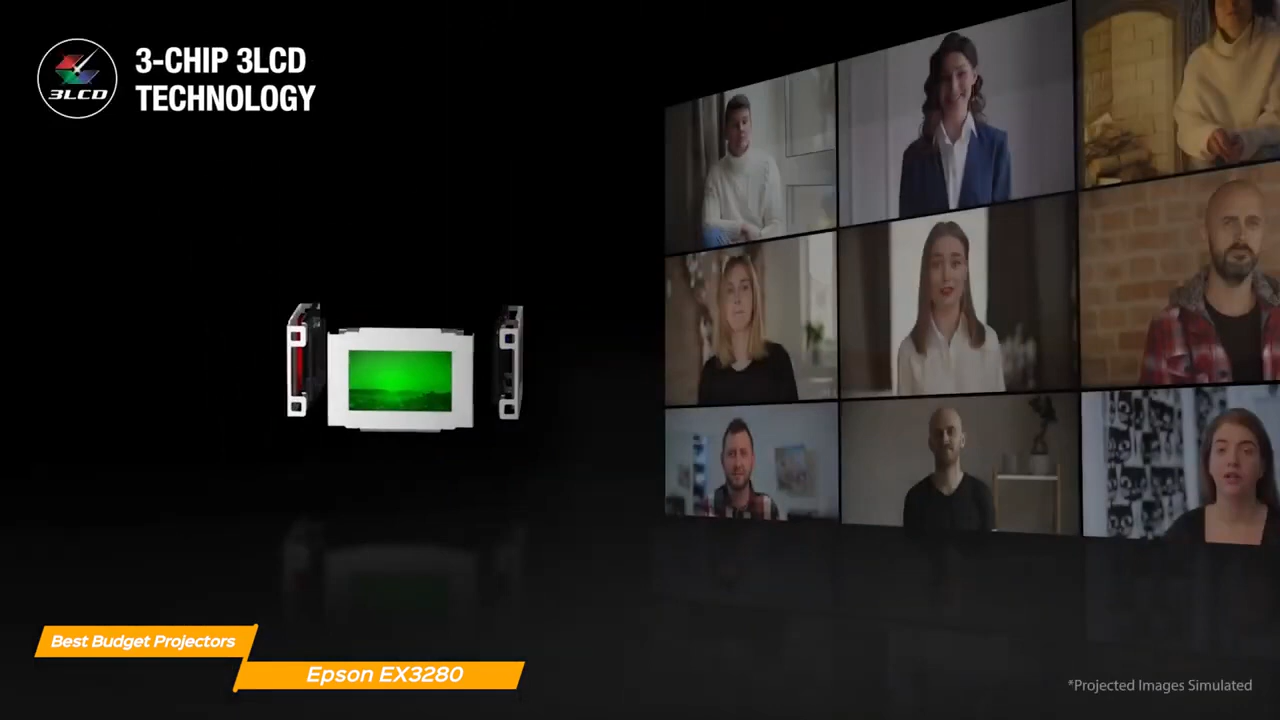 3LCD
3-CHIP 3LCD
TECHNOLOGY
Best Budget Projectors
Epson EX3280
*Projected Images Simulated